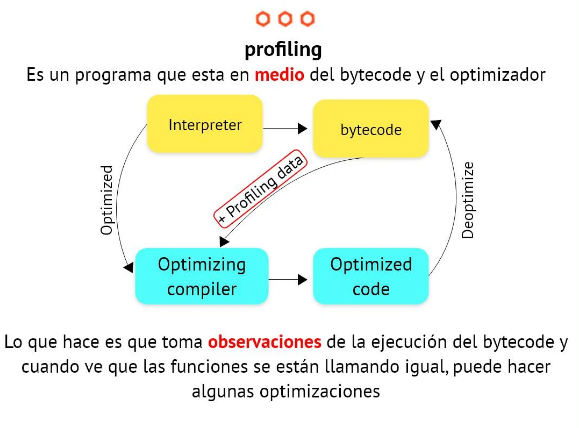 profiling
Es un programa que esta en medio del bytecode y el optimizador
Interpreter
bytecode
Optimized
+ Profiling data
Deoptimize
Optimizing
compiler
Optimized
code
Lo que hace es que toma observaciones de la ejecución del bytecode y
cuando ve que las funciones se están llamando igual, puede hacer
algunas optimizaciones